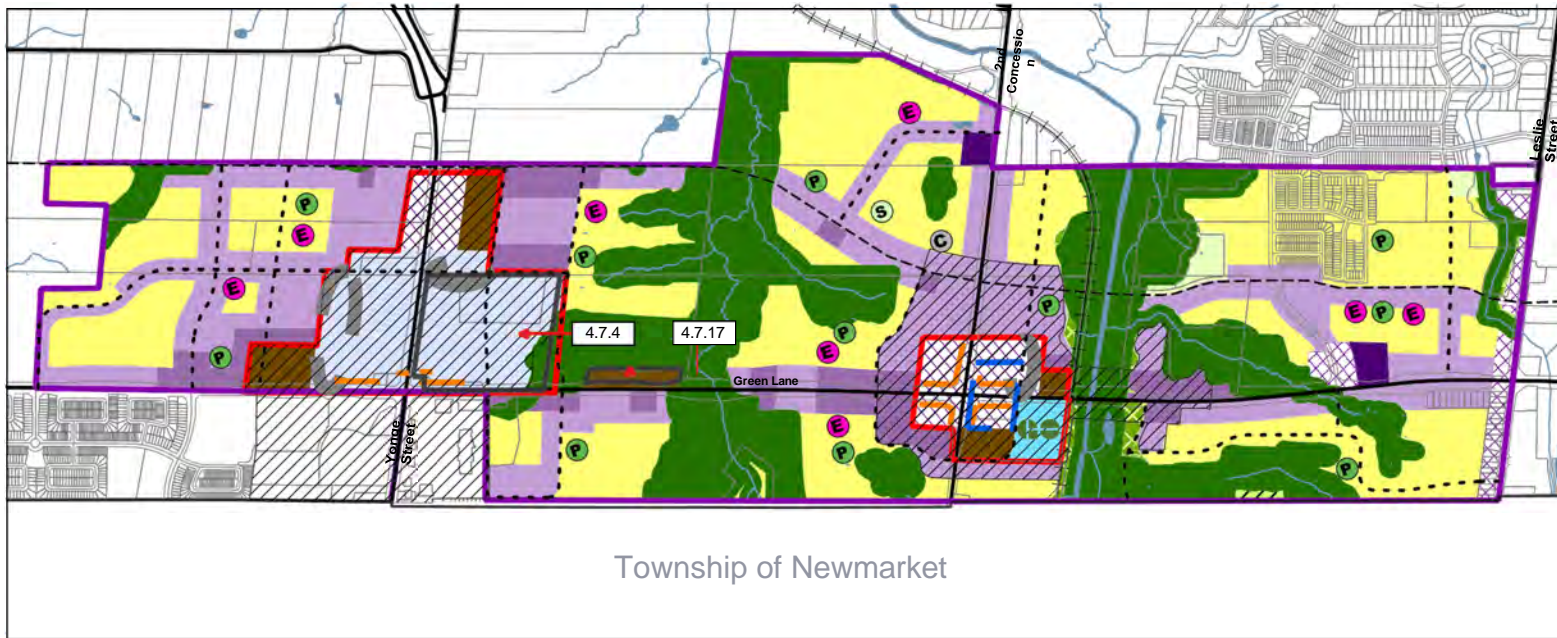 2nd
Concessio
n
Leslie
Street
E
P
S
C
P
E
E
P
P
E
P
P
E
P
E
P
E
P
4.7.4
4.7.17
Green Lane
Yonge
Street
E
P
P
P
Township of Newmarket